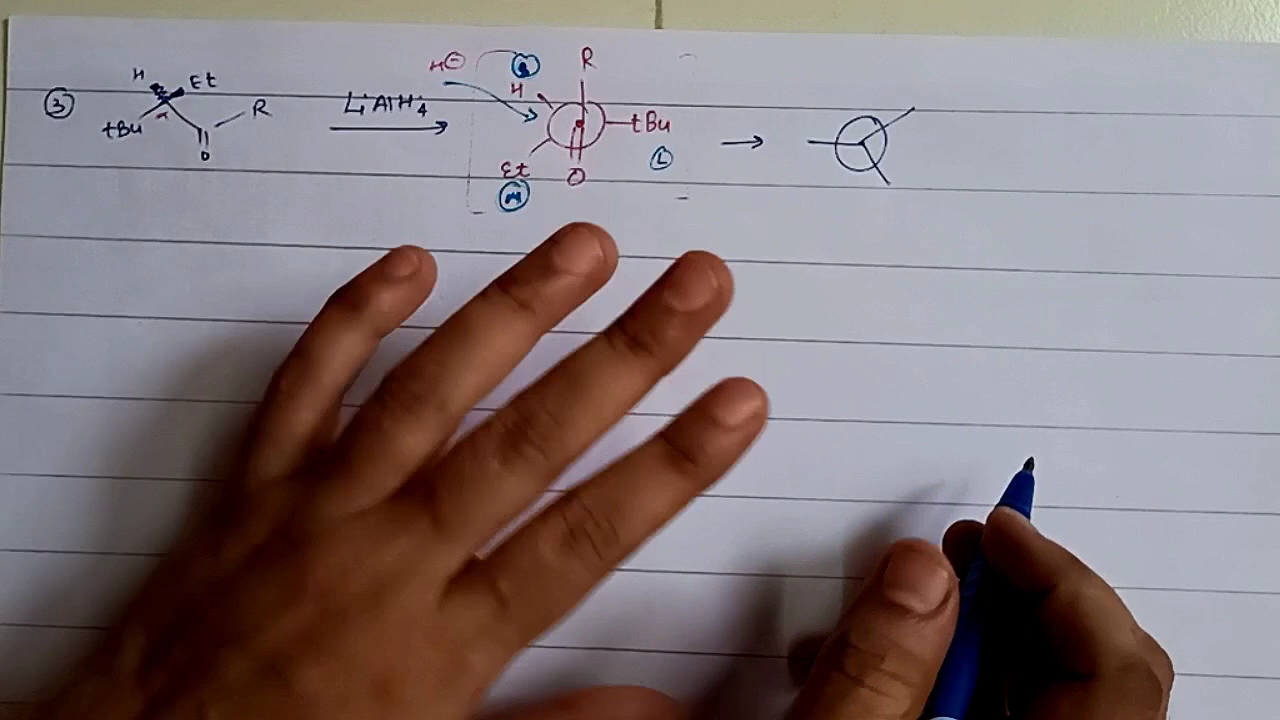 ③ H Et tBu R O LiAlH4 H⊖ S H R tBu L Et M O